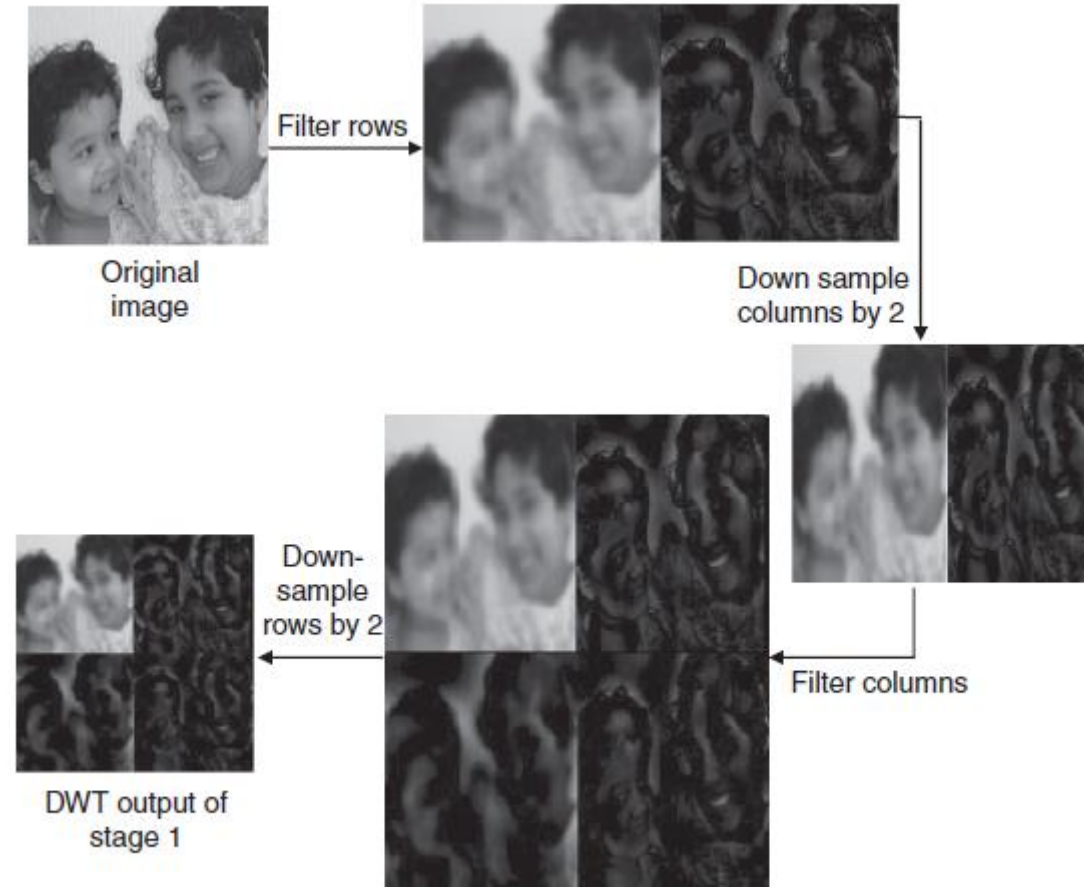 Filter rows
Original
image
Down sample
columns by 2
Down-
sample
rows by 2
Filter columns
DWT output of
stage 1